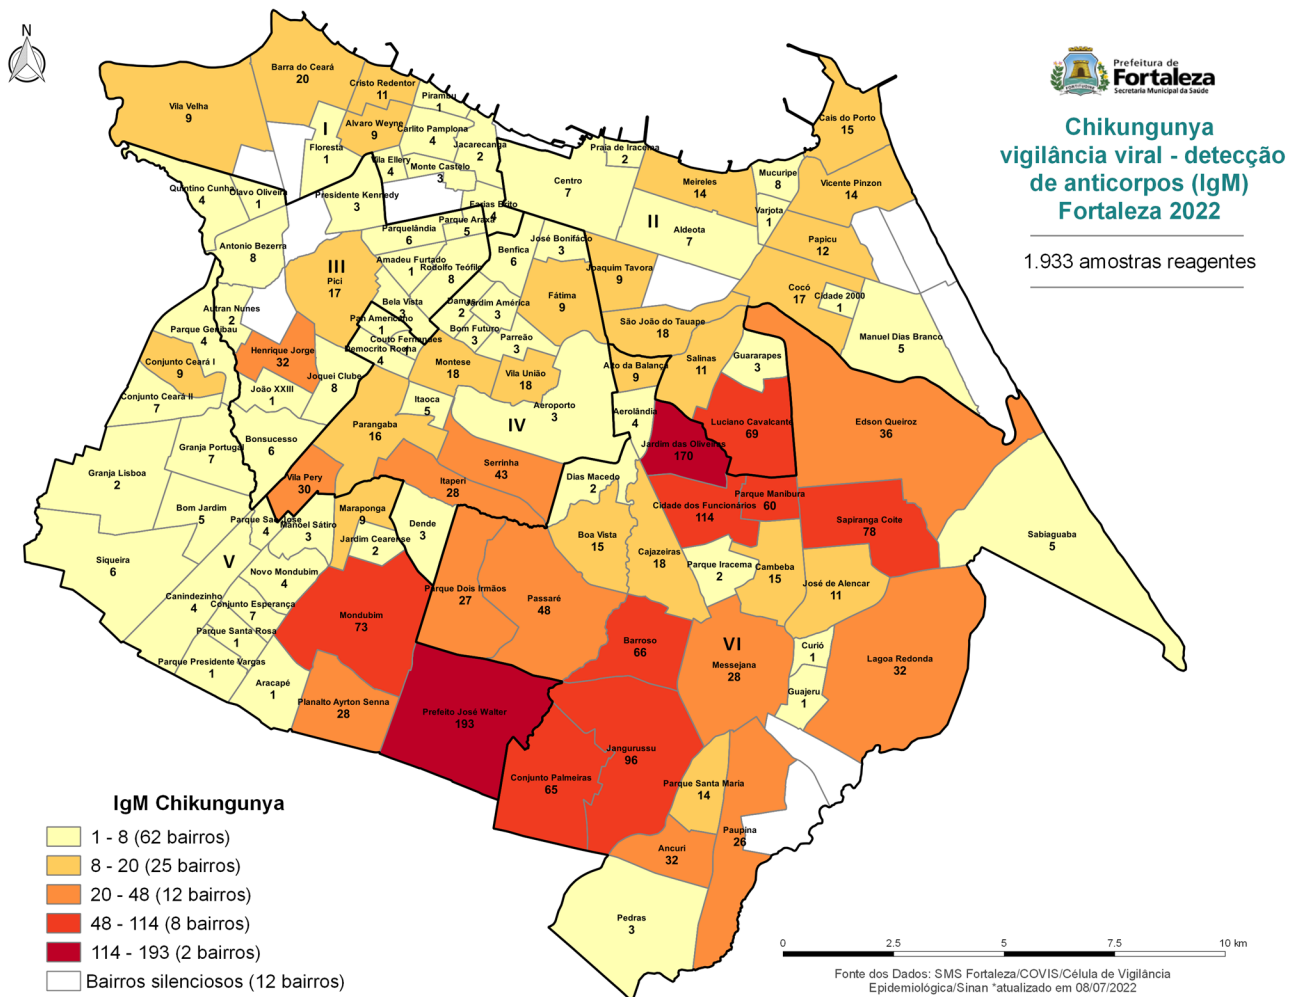 N
Prefeitura de
Fortaleza
Secretaria Municipal da Saúde
Chikungunya
vigilância viral - detecção
de anticorpos (IgM)
Fortaleza 2022
1.933 amostras reagentes
Barra do Ceará
20
Vila Velha
9
Cristo Redentor
11
Pirambu
1
I
Floresta
1
Alvaro Weyne
9
Carlito Pamplona
4
Jacarecanga
2
Vila Ellery
4
Monte Castelo
3
Farias Brito
4
Presidente Kennedy
3
Quintino Cunha
4
Olavo Oliveira
1
Antonio Bezerra
8
Parquelândia
6
Parque Araxá
5
Amadeu Furtado
1
Rodolfo Teófilo
8
III
Pici
17
Bela Vista
3
Pan Americano
1
Couto Fernandes
1
Democrito Rocha
4
Autran Nunes
2
Parque Genibau
4
Henrique Jorge
32
Conjunto Ceará I
9
João XXIII
1
Joquei Clube
8
Conjunto Ceará II
7
Bonsucesso
6
Granja Portugal
7
Granja Lisboa
2
Bom Jardim
5
Siqueira
6
V
Parque Sao Jose
4
Manoel Sátiro
3
Novo Mondubim
4
Canindezinho
4
Conjunto Esperança
7
Parque Santa Rosa
1
Parque Presidente Vargas
1
Aracapé
1
Planalto Ayrton Senna
28
Mondubim
73
Maraponga
9
Jardim Cearense
2
Prefeito José Walter
193
Centro
7
Praia de Iracema
2
Meireles
14
Mucuripe
8
Varjota
1
II
Aldeota
7
Cais do Porto
15
Vicente Pinzon
14
Papicu
12
Cocó
17
Cidade 2000
1
Manuel Dias Branco
5
Joaquim Tavora
9
São João do Tauape
18
Salinas
11
Guararapes
3
Luciano Cavalcante
69
Edson Queiroz
36
Benfica
6
José Bonifácio
3
Fátima
9
Damas
2
Jardim América
3
Bom Futuro
3
Parreão
3
Montese
18
Vila União
18
Aeroporto
3
IV
Itaoca
5
Parangaba
16
Vila Pery
30
Serrinha
43
Itaperi
28
Dende
3
Parque Dois Irmãos
27
Passaré
48
Alto da Balança
9
Aerolândia
4
Jardim das Oliveiras
170
Dias Macedo
2
Boa Vista
15
Cajazeiras
18
Cidade dos Funcionários
114
Parque Manibura
60
Parque Iracema
2
Cambeba
15
Sapiranga Coite
78
José de Alencar
11
Sabiaguaba
5
Barroso
66
VI
Messejana
28
Curió
1
Guajeru
1
Lagoa Redonda
32
Jangurussu
96
Conjunto Palmeiras
65
Parque Santa Maria
14
Paupina
26
Ancuri
32
Pedras
3
IgM Chikungunya
1 - 8 (62 bairros)
8 - 20 (25 bairros)
20 - 48 (12 bairros)
48 - 114 (8 bairros)
114 - 193 (2 bairros)
Bairros silenciosos (12 bairros)
0 2.5 5 7.5 10 km
Fonte dos Dados: SMS Fortaleza/COVIS/Célula de Vigilância
Epidemiológica/Sinan *atualizado em 08/07/2022